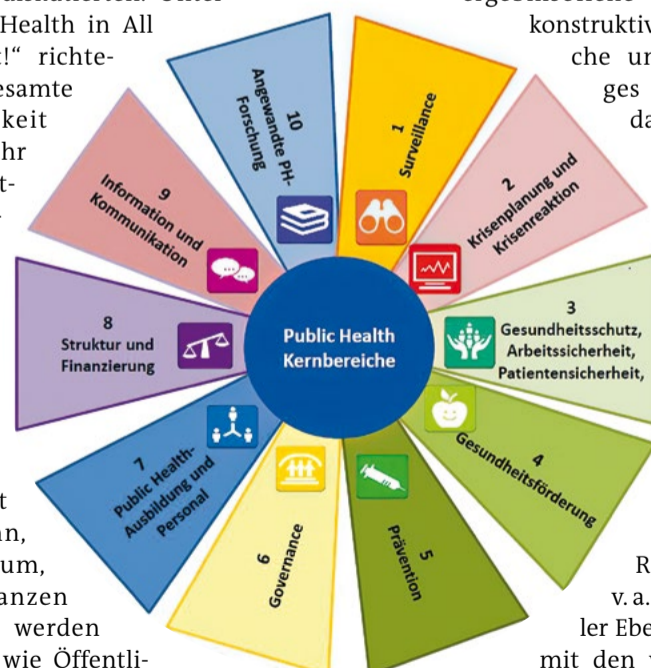 Health in All
!“ richte-
esamte
keit
hr
t-
konstruktiv
che un
ges
da
Public Health
Kernbereiche
1
Surveillance
2
Krisenplanung und
Krisenreaktion
3
Gesundheitsschutz,
Arbeitssicherheit,
Patientensicherheit,
4
Gesundheitsförderung
5
Prävention
6
Governance
7
Public Health-
Ausbildung und
Personal
8
Struktur und
Finanzierung
9
Information und
Kommunikation
10
Angewandte PH-
Forschung
t
n,
um,
anzen
werden
wie Öffentli-
R
v. a.
ler Ebe
mit den v